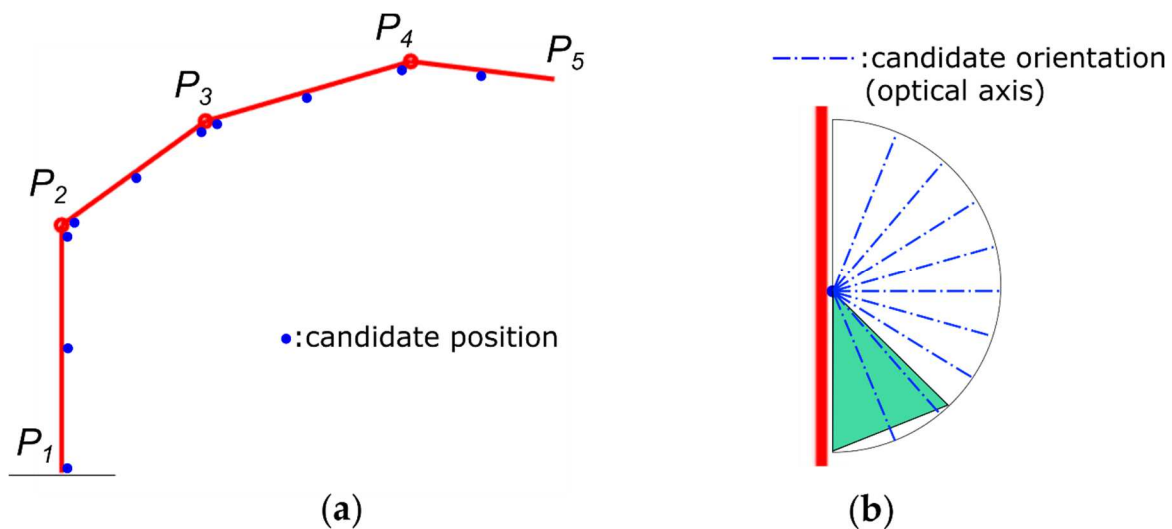 P4
P5
P3
P2
P1
:candidate position
(a)
:candidate orientation
(optical axis)
(b)